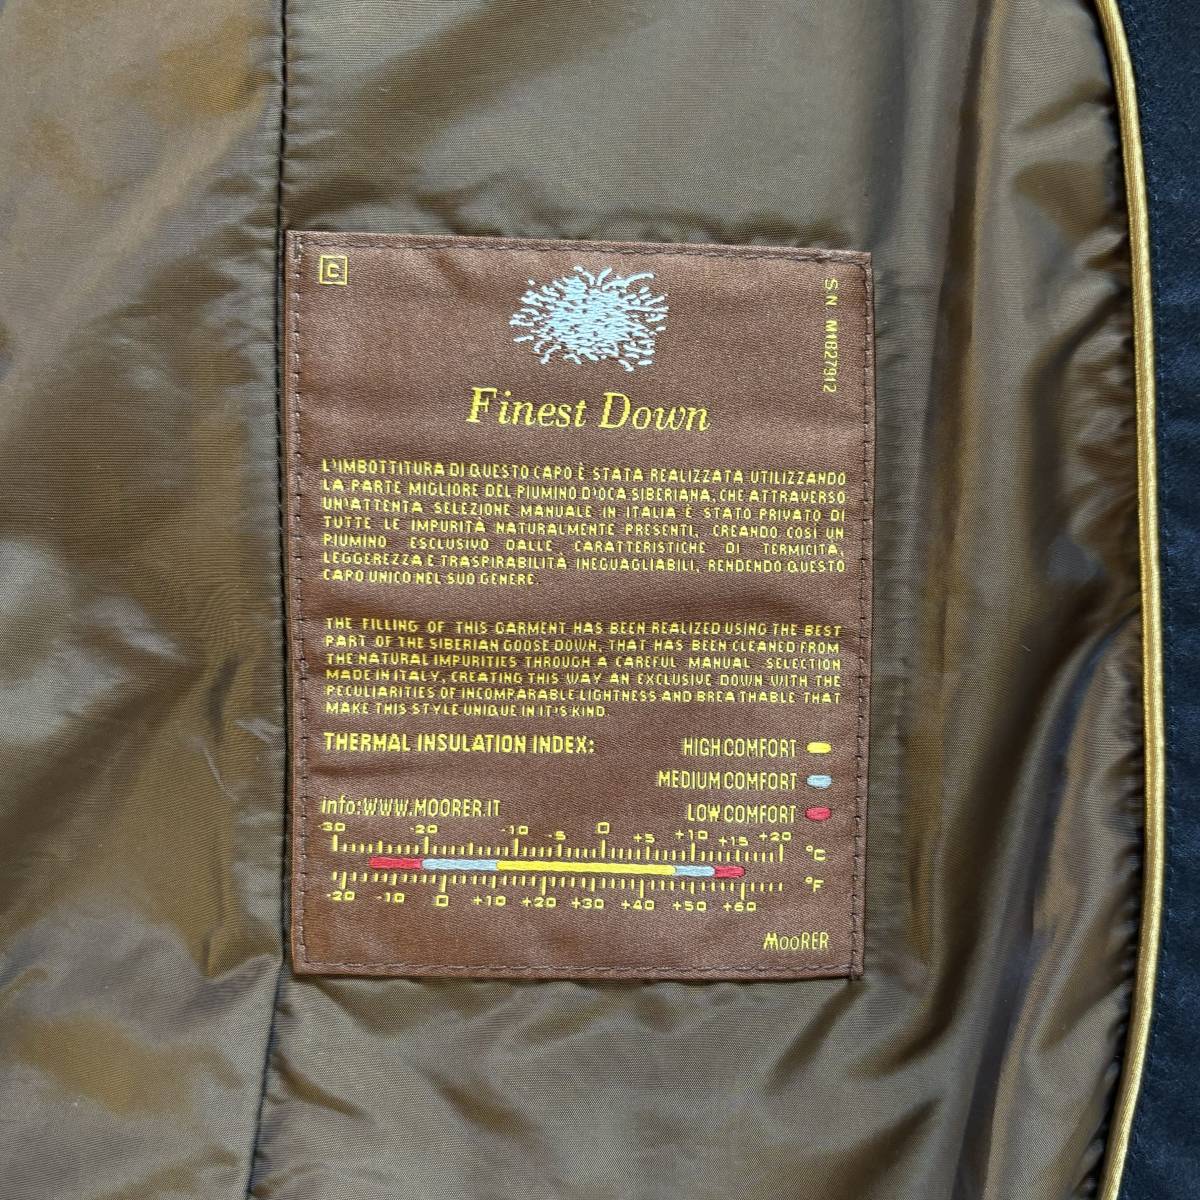 C
S.N M1627912
Finest Down
L'IMBOTTITURA DI QUESTO CAPO È STATA REALIZZATA UTILIZZANDO
LA PARTE MIGLIORE DEL PIUMINO D'OCA SIBERIANA, CHE ATTRAVERSO
UN'ATTENTA SELEZIONE MANUALE IN ITALIA È STATO PRIVATO DI
TUTTE LE IMPURITÀ NATURALMENTE PRESENTI, CREANDO COSÌ UN
PIUMINO ESCLUSIVO DALLE CARATTERISTICHE DI TERMICITÀ,
LEGGEREZZA E TRASPIRABILITÀ INEGUAGLIABILI, RENDENDO QUESTO
CAPO UNICO NEL SUO GENERE.
THE FILLING OF THIS GARMENT HAS BEEN REALIZED USING THE BEST
PART OF THE SIBERIAN GOOSE DOWN, THAT HAS BEEN CLEANED FROM
THE NATURAL IMPURITIES THROUGH A CAREFUL MANUAL SELECTION
MADE IN ITALY, CREATING THIS WAY AN EXCLUSIVE DOWN WITH THE
PECULIARITIES OF INCOMPARABLE LIGHTNESS AND BREATHABLE THAT
MAKE THIS STYLE UNIQUE IN IT'S KIND.
THERMAL INSULATION INDEX: HIGH COMFORT
MEDIUM COMFORT
info:WWW.MOORER.IT LOW COMFORT
-30 -20 -10 -5 0 +5 +10 +15 +20
°C
°F
-20 -10 0 +10 +20 +30 +40 +50 +60
MOORER